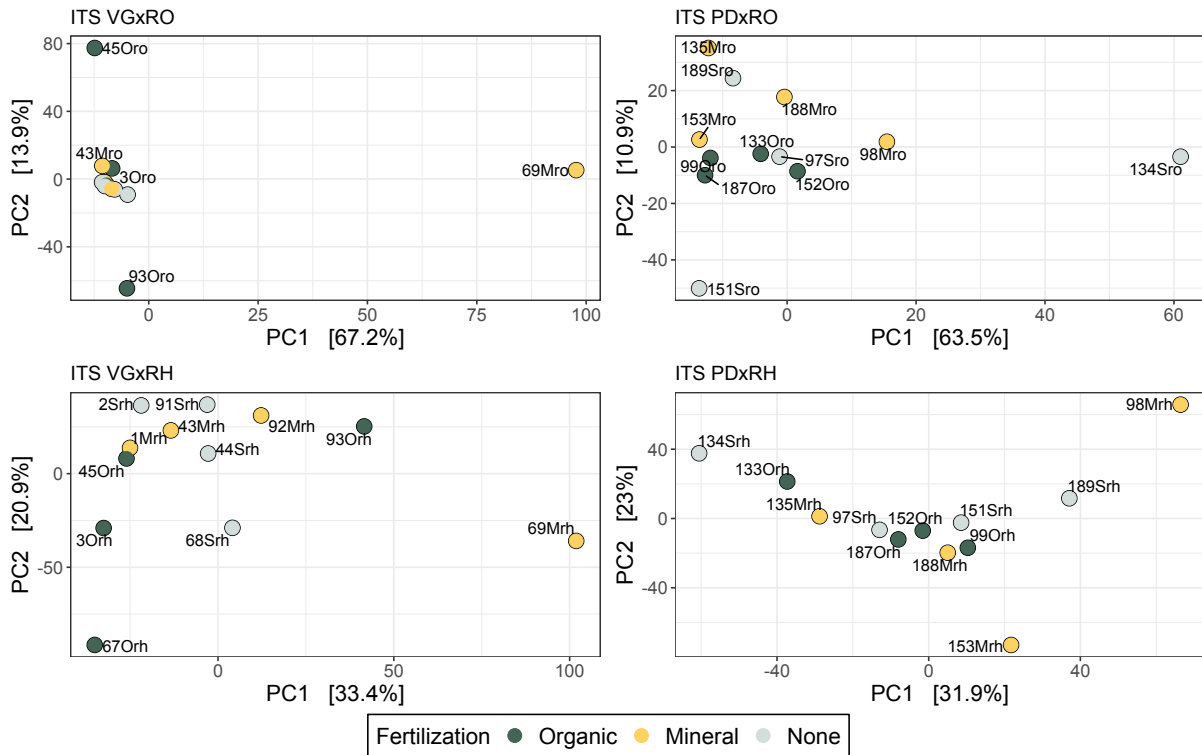 ITS VGxRO
PC2 [13.9%]
80
40
0
-40
45Oro
43Mro
3Oro
93Oro
69Mro
0
25
50
75
100
PC1 [67.2%]
ITS PDxRO
PC2 [10.9%]
20
0
-20
-40
135Mro
189Sro
188Mro
153Mro
133Oro
97Sro
98Mro
134Sro
99Oro
152Oro
187Oro
151Sro
0
20
40
60
PC1 [63.5%]
ITS VGxRH
PC2 [20.9%]
0
-50
2Srh
91Srh
43Mrh
92Mrh
1Mrh
44Srh
93Orh
45Orh
3Orh
68Srh
69Mrh
67Orh
0
50
100
PC1 [33.4%]
ITS PDxRH
PC2 [23%]
40
0
-40
98Mrh
134Srh
133Orh
189Srh
135Mrh
97Srh
152Orh
151Srh
187Orh
99Orh
188Mrh
153Mrh
-40
0
40
PC1 [31.9%]
Fertilization Organic Mineral None